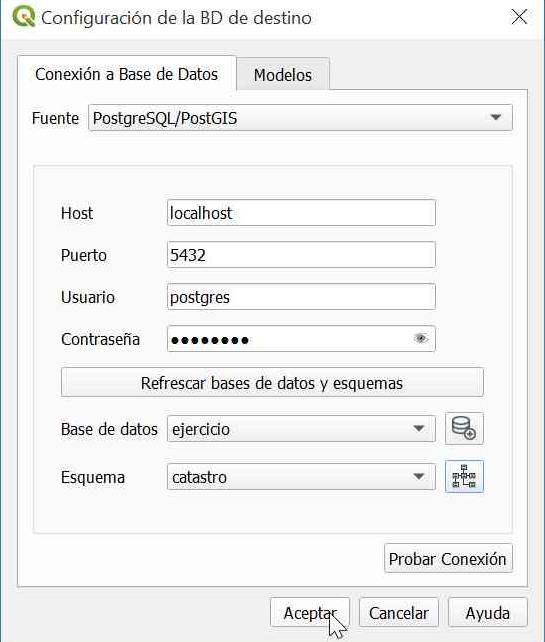 Configuración de la BD de destino
Conexión a Base de Datos
Modelos
Fuente PostgreSQL/PostGIS
Host localhost
Puerto 5432
Usuario postgres
Contraseña ●●●●●●●●
Refrescar bases de datos y esquemas
Base de datos ejercicio
Esquema catastro
Probar Conexión
Aceptar Cancelar Ayuda